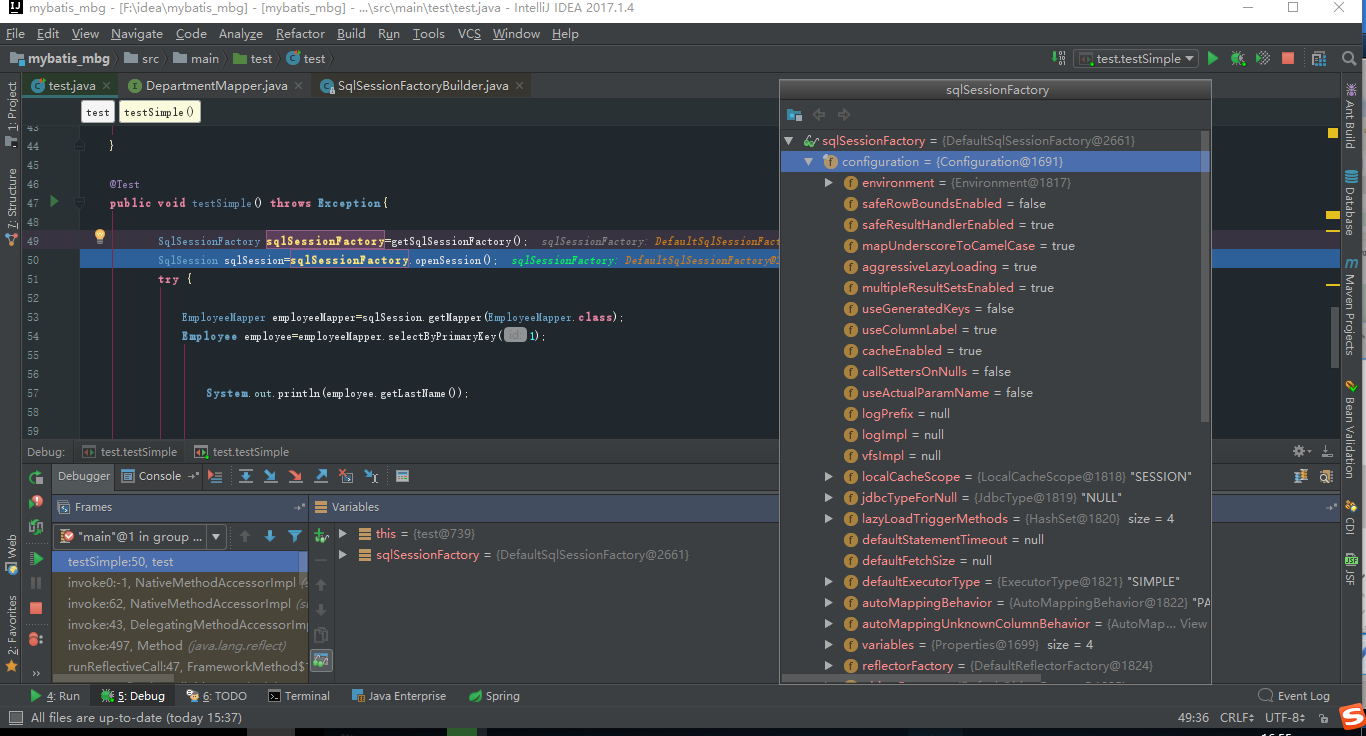 mybatis_mbg - [F:\idea\mybatis_mbg] - [mybatis_mbg] - ...\src\main\test\test.java - IntelliJ IDEA 2017.1.4
File Edit View Navigate Code Analyze Refactor Build Run Tools VCS Window Help
mybatis_mbg src main test test
test.testSimple
test.java DepartmentMapper.java SqlSessionFactoryBuilder.java
test testSimple()
43
44 }
45
46 @Test
47 public void testSimple() throws Exception{
48
49 SqlSessionFactory sqlSessionFactory=getSqlSessionFactory(); sqlSessionFactory: DefaultSqlSessionFact
50 SqlSession sqlSession=sqlSessionFactory.openSession(); sqlSessionFactory: DefaultSqlSessionFactory@2
51 try {
52
53 EmployeeMapper employeeMapper=sqlSession.getMapper(EmployeeMapper.class);
54 Employee employee=employeeMapper.selectByPrimaryKey( id: 1);
55
56
57 System.out.println(employee.getLastName());
58
59
sqlSessionFactory
sqlSessionFactory = {DefaultSqlSessionFactory@2661}
configuration = {Configuration@1691}
environment = {Environment@1817}
safeRowBoundsEnabled = false
safeResultHandlerEnabled = true
mapUnderscoreToCamelCase = true
aggressiveLazyLoading = true
multipleResultSetsEnabled = true
useGeneratedKeys = false
useColumnLabel = true
cacheEnabled = true
callSettersOnNulls = false
useActualParamName = false
logPrefix = null
logImpl = null
vfsImpl = null
localCacheScope = {LocalCacheScope@1818} "SESSION"
jdbcTypeForNull = {JdbcType@1819} "NULL"
lazyLoadTriggerMethods = {HashSet@1820} size = 4
defaultStatementTimeout = null
defaultFetchSize = null
defaultExecutorType = {ExecutorType@1821} "SIMPLE"
autoMappingBehavior = {AutoMappingBehavior@1822} "PA
autoMappingUnknownColumnBehavior = {AutoMap... View
variables = {Properties@1699} size = 4
reflectorFactory = {DefaultReflectorFactory@1824}
1: Project
7: Structure
Web
2: Favorites
Ant Build
Database
Maven Projects
Bean Validation
CDI
JSF
Debug: test.testSimple test.testSimple
Debugger Console
Frames
Variables
"main"@1 in group ...
testSimple:50, test
invoke0:-1, NativeMethodAccessorImpl
invoke:62, NativeMethodAccessorImpl (s
invoke:43, DelegatingMethodAccessorImp
invoke:497, Method (java.lang.reflect)
runReflectiveCall:47, FrameworkMethod$
this = {test@739}
sqlSessionFactory = {DefaultSqlSessionFactory@2661}
4: Run 5: Debug 6: TODO Terminal Java Enterprise Spring Event Log
All files are up-to-date (today 15:37) 49:36 CRLF UTF-8